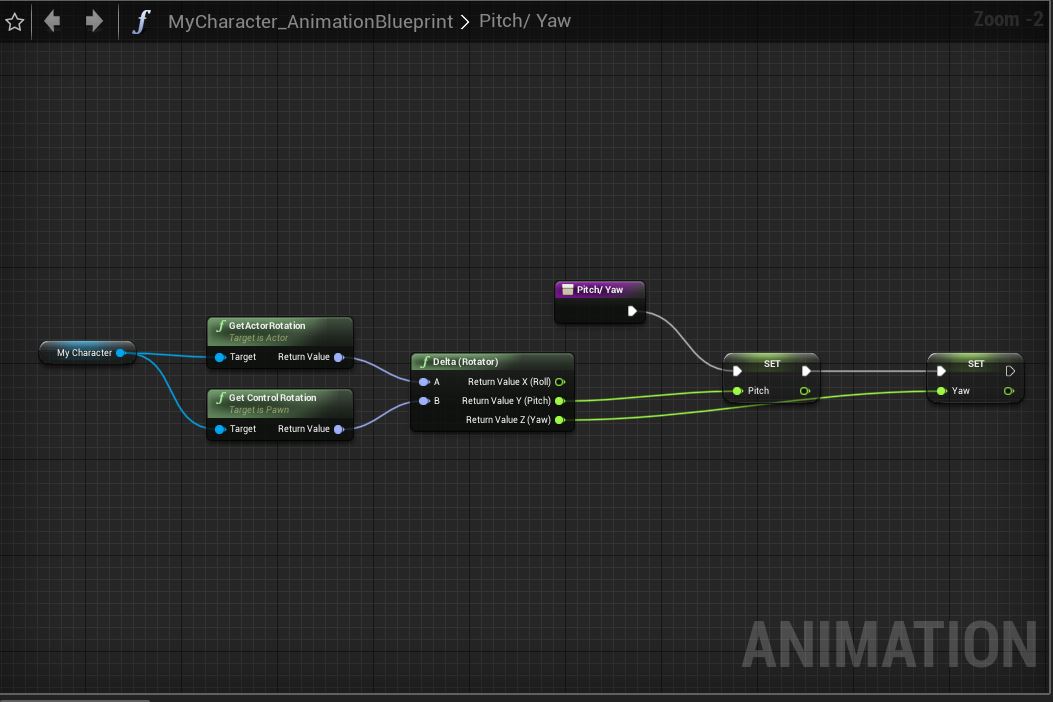 MyCharacter_AnimationBlueprint > Pitch/ Yaw
Zoom -2
Pitch/ Yaw
GetActorRotation
Target is Actor
Target Return Value
My Character
Get Control Rotation
Target is Pawn
Target Return Value
Delta (Rotator)
A Return Value X (Roll)
B Return Value Y (Pitch)
Return Value Z (Yaw)
SET
Pitch
SET
Yaw
ANIMATION